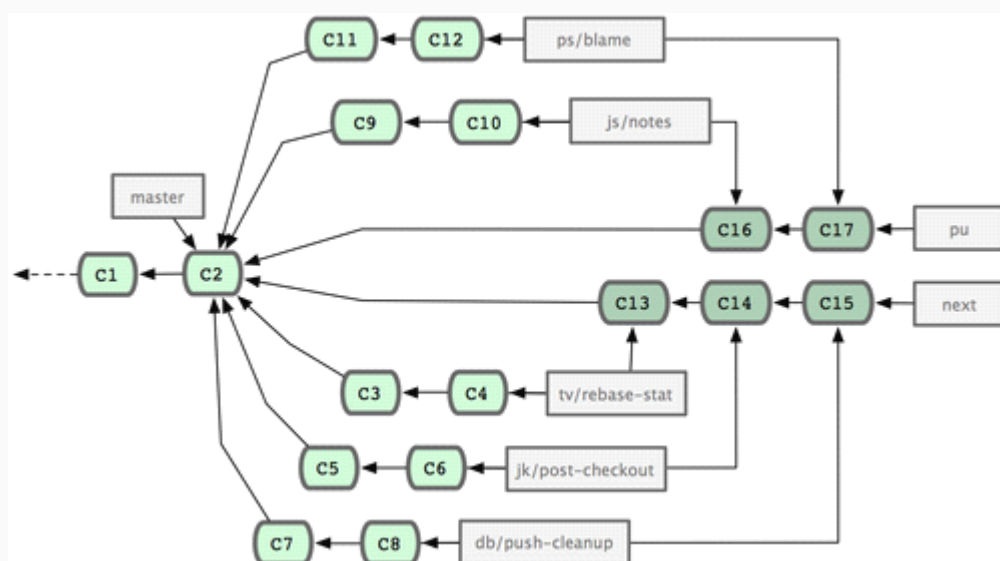 C11
C12
ps/blame
C9
C10
js/notes
master
C16
C17
pu
C1
C2
C13
C14
C15
next
C3
C4
tv/rebase-stat
C5
C6
jk/post-checkout
C7
C8
db/push-cleanup